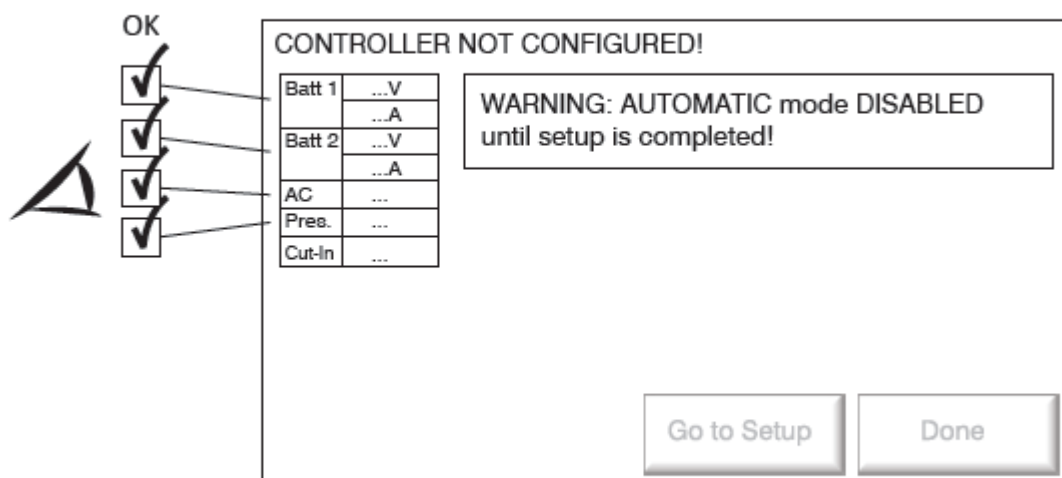 OK
CONTROLLER NOT CONFIGURED!
Batt 1 ...V
...A
Batt 2 ...V
...A
AC ...
Pres. ...
Cut-In ...
WARNING: AUTOMATIC mode DISABLED
until setup is completed!
Go to Setup Done